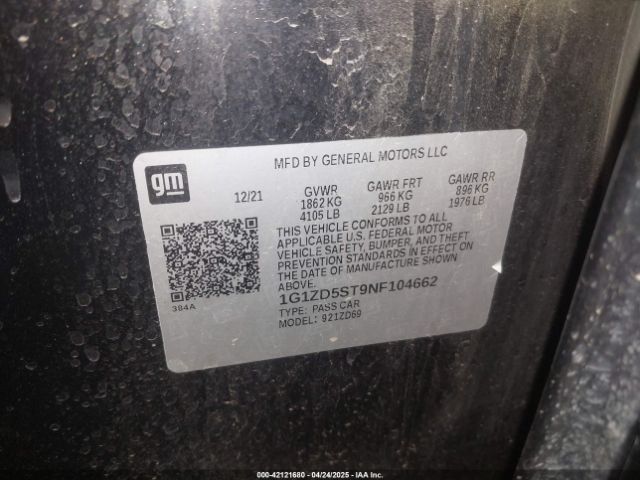 MFD BY GENERAL MOTORS LLC
gm
12/21 GVWR GAWR FRT GAWR RR
1862 KG 966 KG 896 KG
4105 LB 2129 LB 1976 LB
THIS VEHICLE CONFORMS TO ALL
APPLICABLE U.S. FEDERAL MOTOR
VEHICLE SAFETY, BUMPER, AND THEFT
PREVENTION STANDARDS IN EFFECT ON
THE DATE OF MANUFACTURE SHOWN
ABOVE.
384A
1G1ZD5ST9NF104662
TYPE: PASS CAR
MODEL: 921ZD69
000-42121680 - 04/24/2025 - IAA Inc.